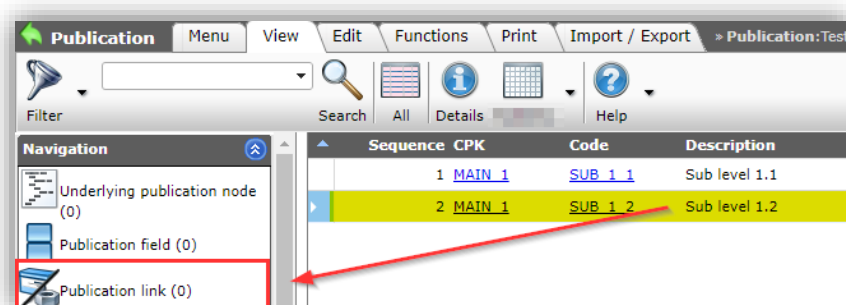 Publication Menu View Edit Functions Print Import / Export » Publication:Test
Filter Search All Details Help
Navigation
Underlying publication node
(0)
Publication field (0)
Publication link (0)
Sequence CPK Code Description
1 MAIN_1 SUB_1_1 Sub level 1.1
2 MAIN_1 SUB_1_2 Sub level 1.2